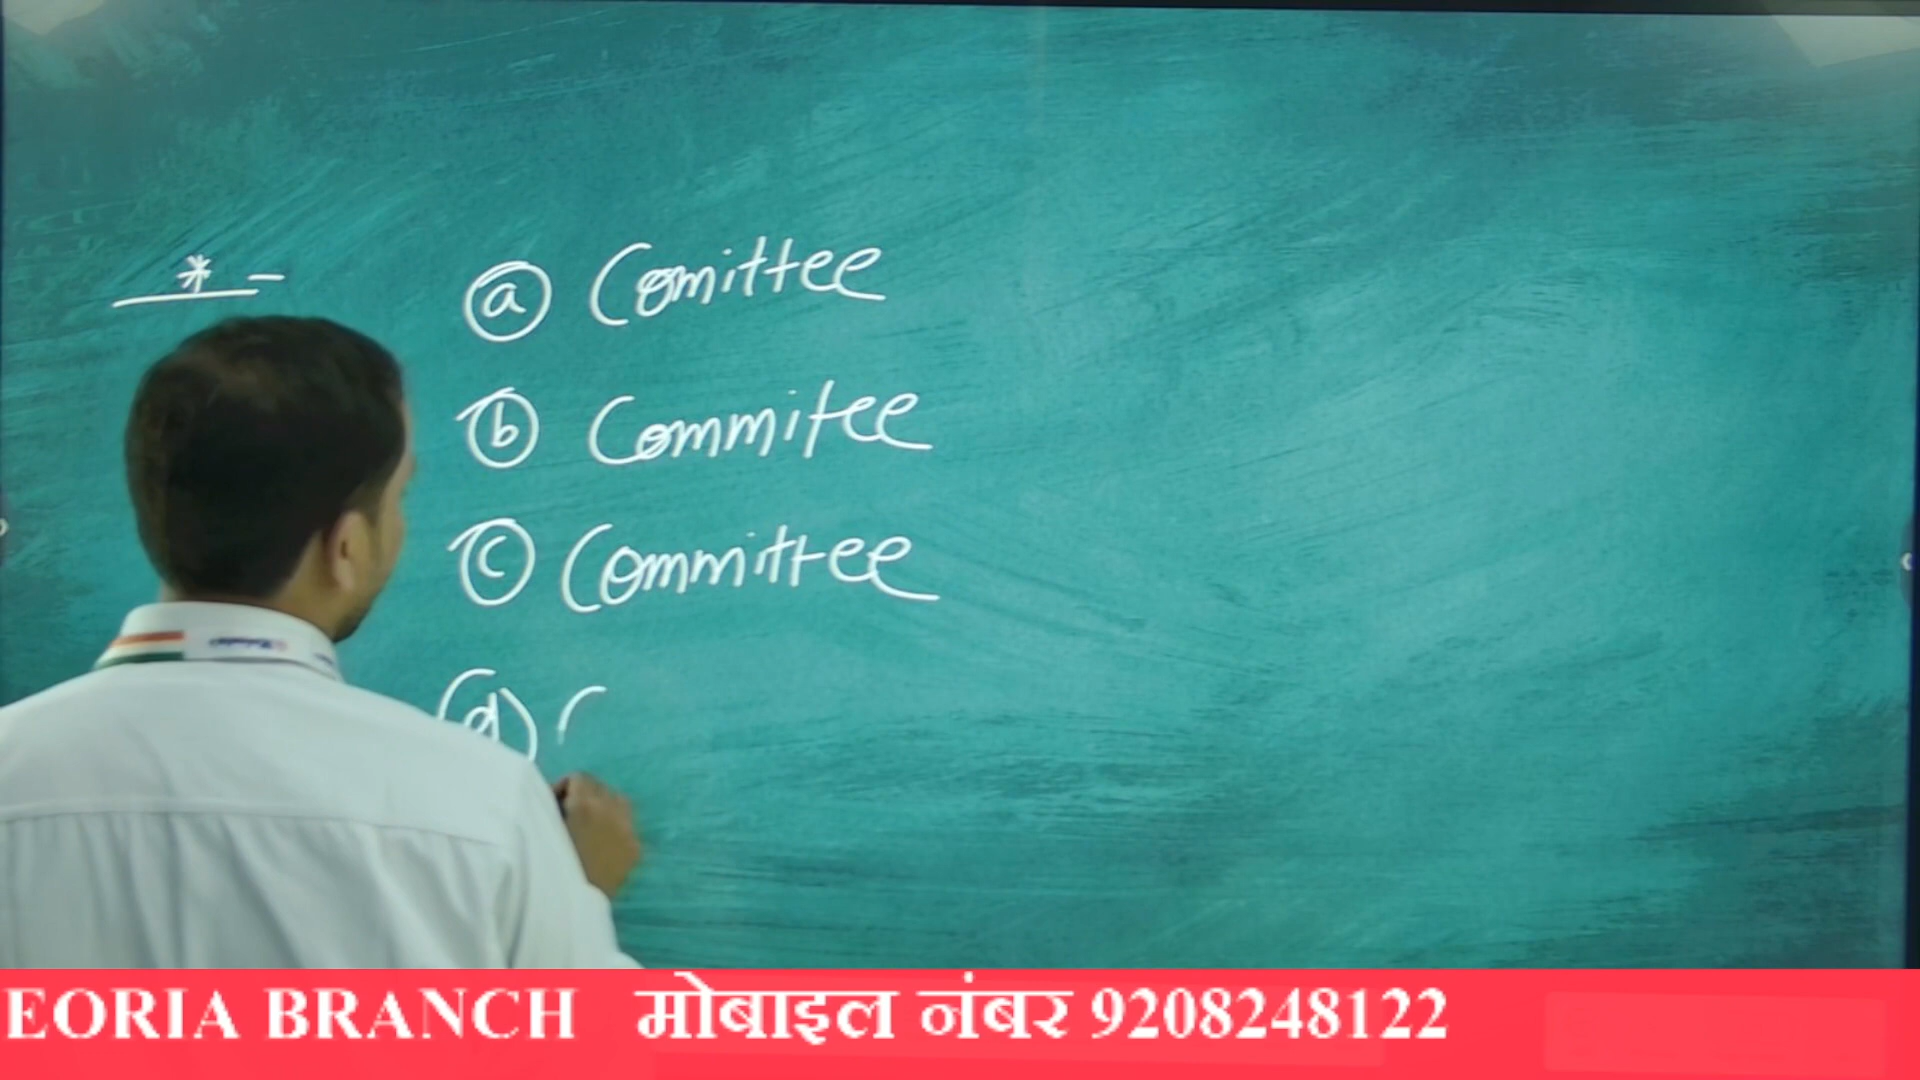 * -
(a) Comittee
(b) Commitee
(c) Committee
(d) C
EORIA BRANCH मोबाइल नंबर 9208248122